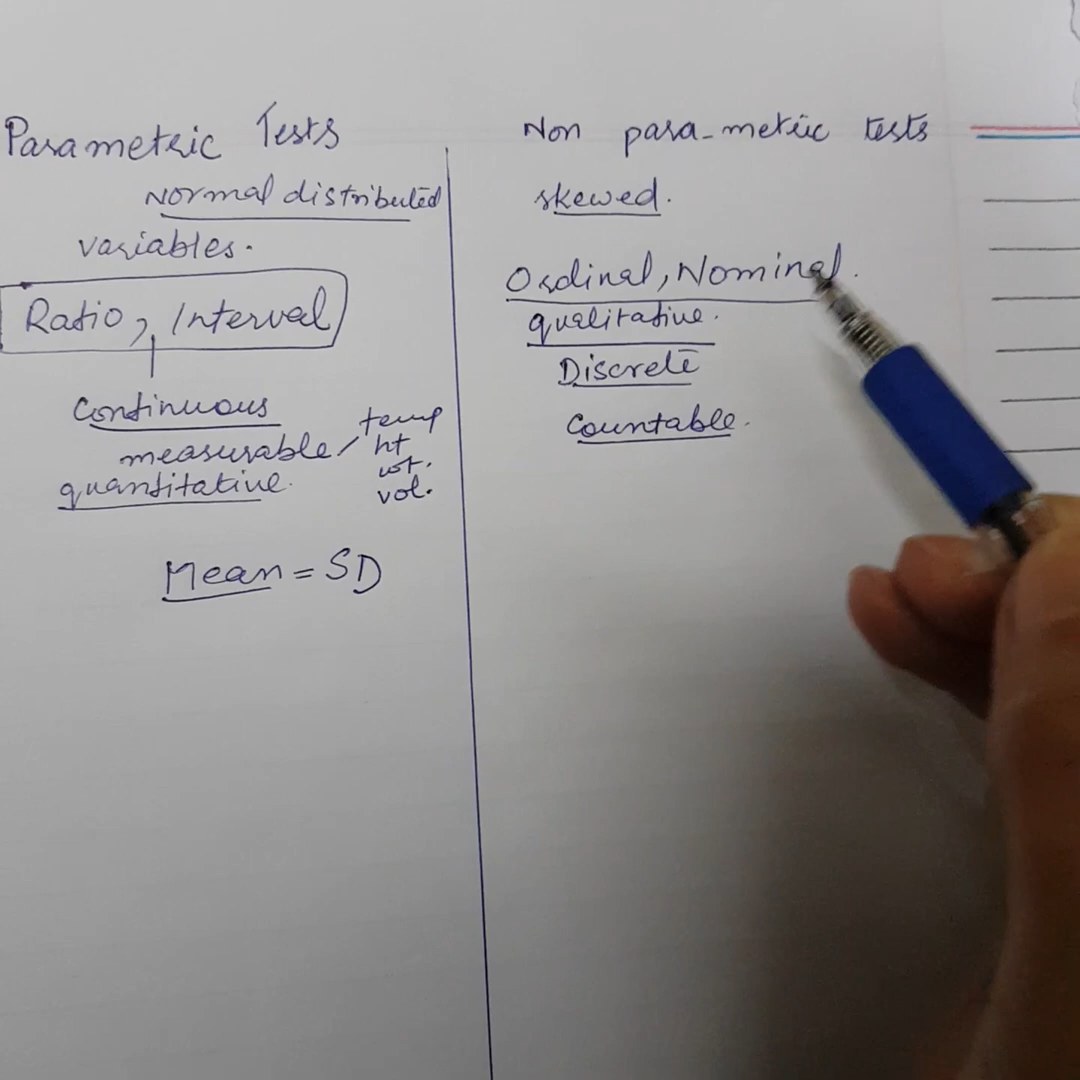 Parametric Tests
Normal distributed
variables.
Ratio, Interval
Continuous
measurable / temp
ht
wt.
vol.
quantitative.
Mean = SD
Non para-metric tests
skewed.
Ordinal, Nominal.
qualitative.
Discrete
Countable.